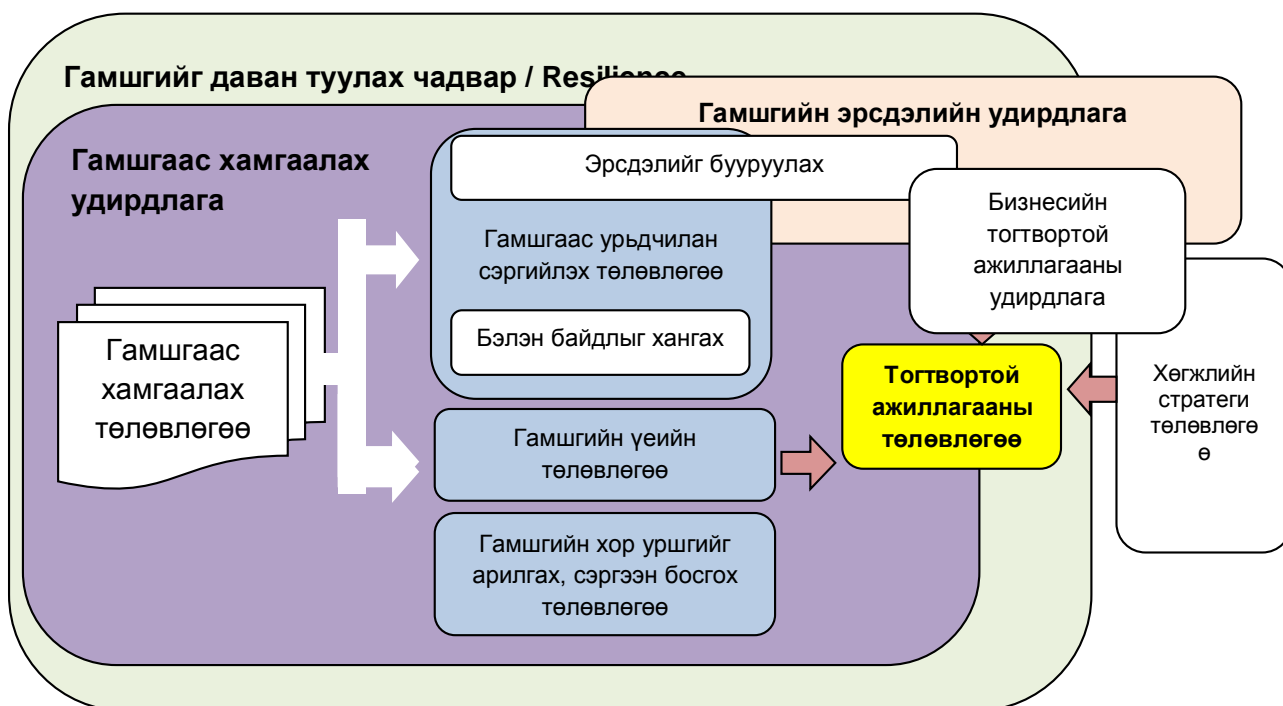 Гамшгийг даван туулах чадвар / Resilience
Гамшгийн эрсдэлийн удирдлага
Гамшгаас хамгаалах
удирдлага
Эрсдэлийг бууруулах
Гамшгаас урьдчилан
сэргийлэх төлөвлөгөө
Бэлэн байдлыг хангах
Бизнесийн
тогтвортой
ажиллагааны
удирдлага
Гамшгаас
хамгаалах
төлөвлөгөө
Тогтвортой
ажиллагааны
төлөвлөгөө
Хөгжлийн
стратеги
төлөвлөгө
ө
Гамшгийн үеийн
төлөвлөгөө
Гамшгийн хор уршгийг
арилгах, сэргээн босгох
төлөвлөгөө